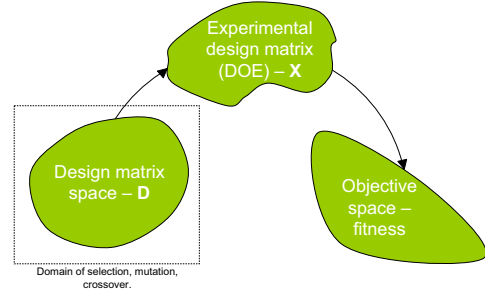 Experimental
design matrix
(DOE) – X
Design matrix
space – D
Objective
space –
fitness
Domain of selection, mutation,
crossover.